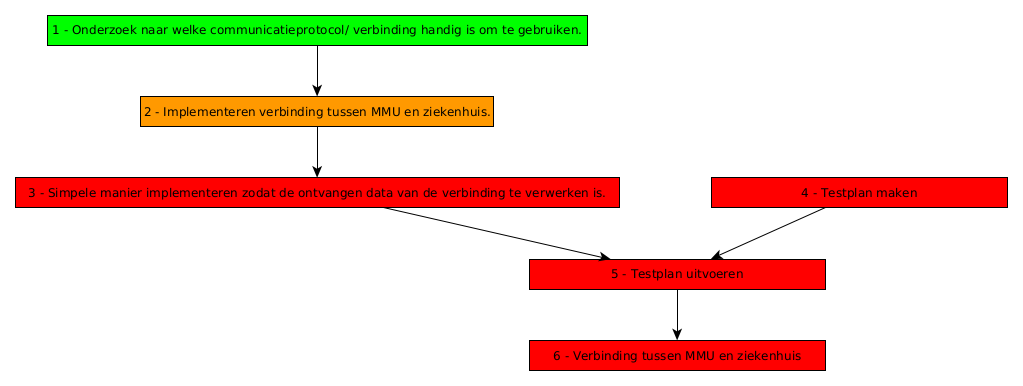 1 - Onderzoek naar welke communicatieprotocol/ verbinding handig is om te gebruiken.
2 - Implementeren verbinding tussen MMU en ziekenhuis.
3 - Simpele manier implementeren zodat de ontvangen data van de verbinding te verwerken is.
4 - Testplan maken
5 - Testplan uitvoeren
6 - Verbinding tussen MMU en ziekenhuis